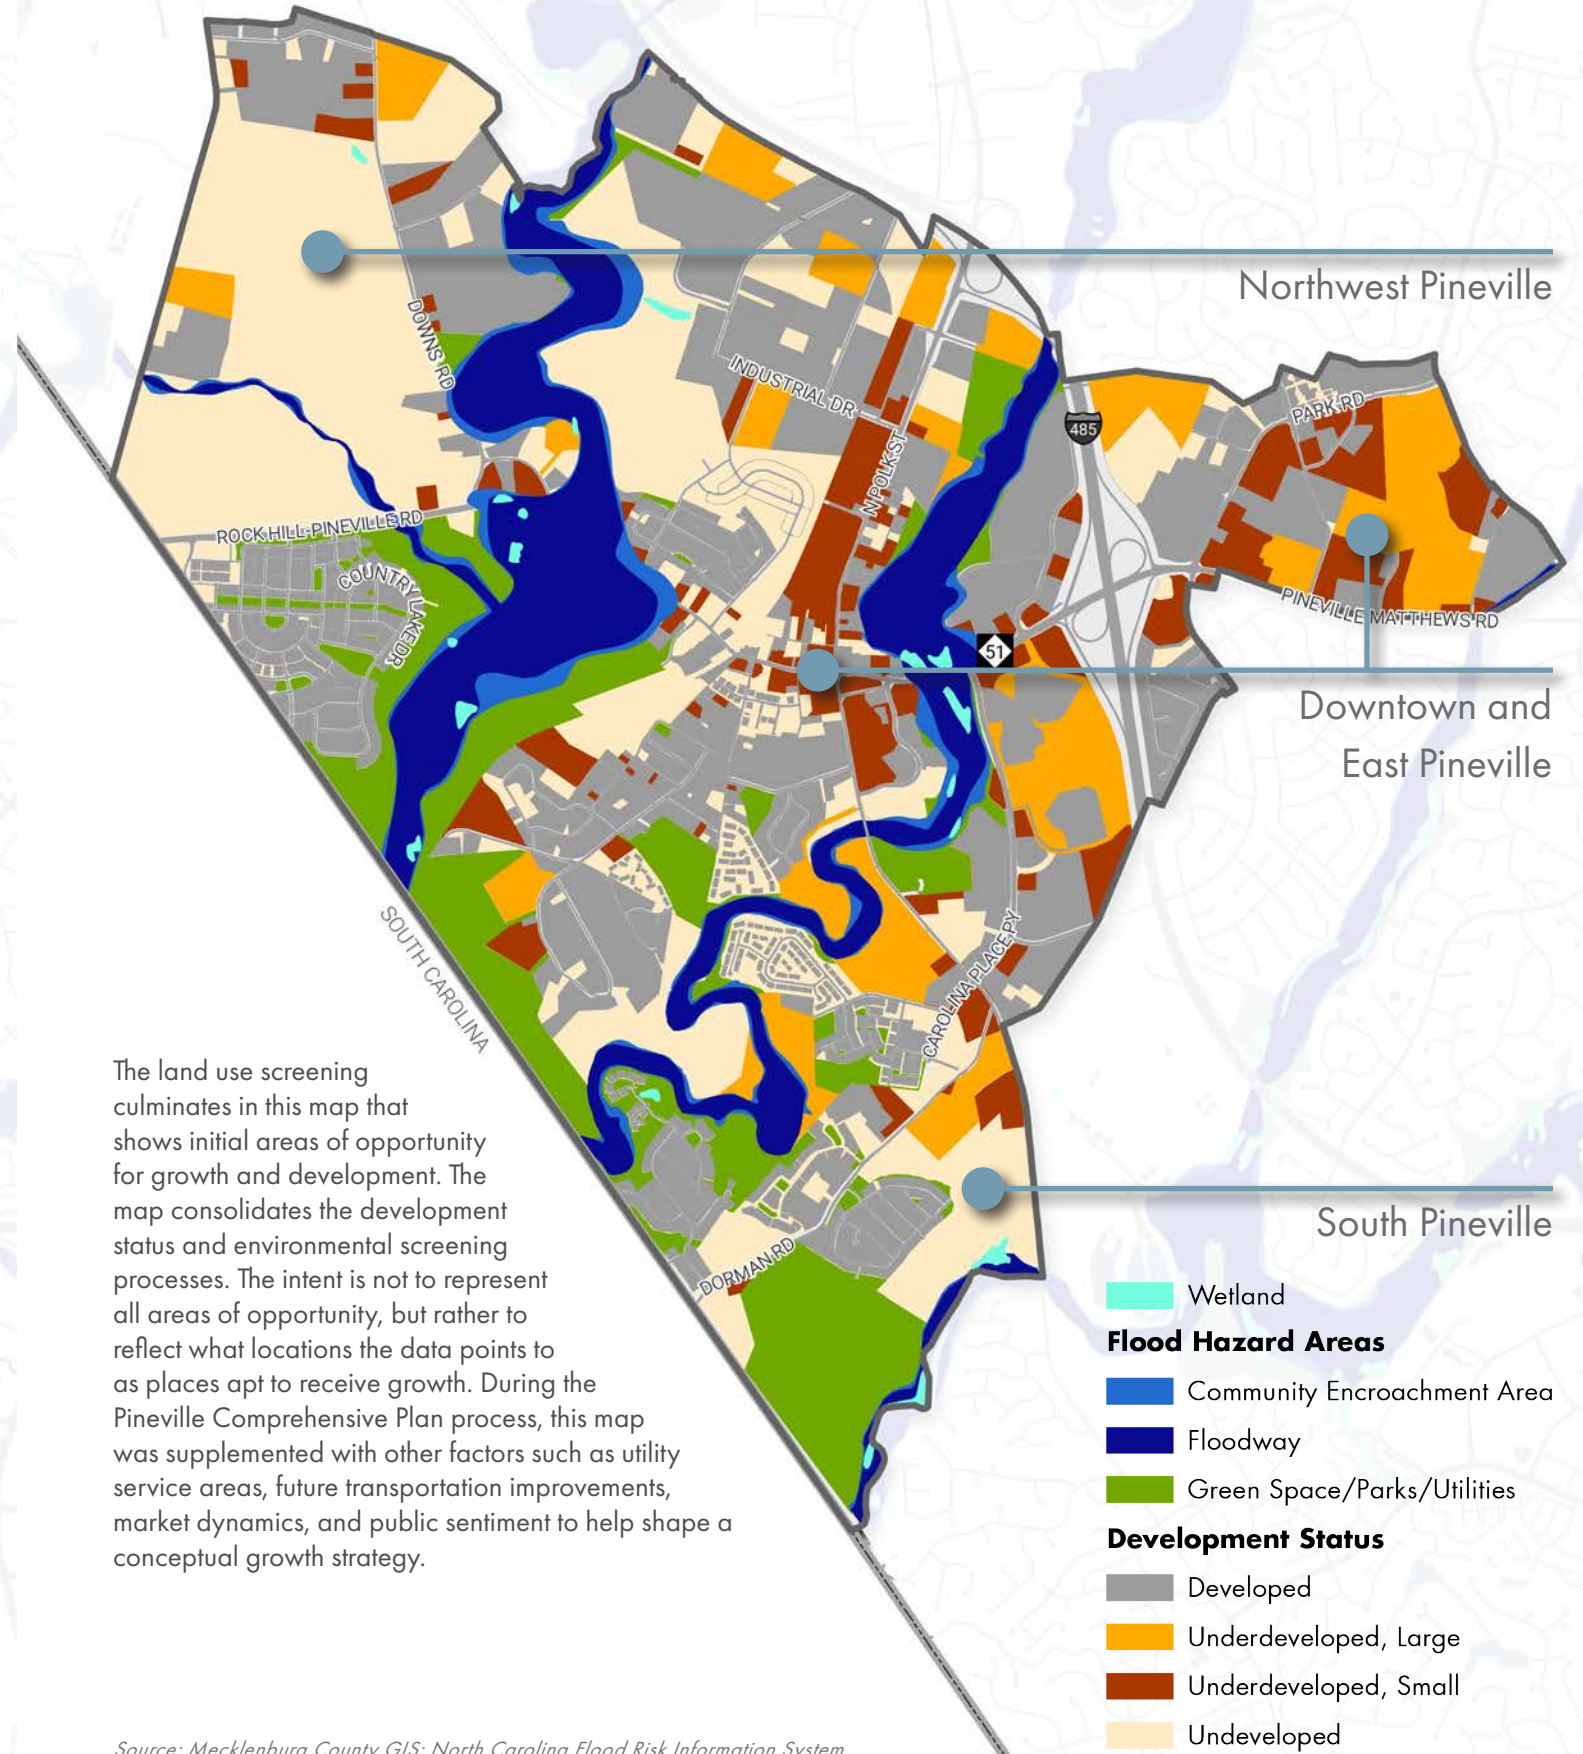 Northwest Pineville
DOWNS RD
INDUSTRIAL DR
N POLK ST
485
PARK RD
ROCK HILL-PINEVILLE RD
COUNTRY LAKE DR
PINEVILLE MATTHEWS RD
51
Downtown and
East Pineville
SOUTH CAROLINA
CAROLINA PLACE PY
South Pineville
DORMAN RD
The land use screening
culminates in this map that
shows initial areas of opportunity
for growth and development. The
map consolidates the development
status and environmental screening
processes. The intent is not to represent
all areas of opportunity, but rather to
reflect what locations the data points to
as places apt to receive growth. During the
Pineville Comprehensive Plan process, this map
was supplemented with other factors such as utility
service areas, future transportation improvements,
market dynamics, and public sentiment to help shape a
conceptual growth strategy.
Wetland
Flood Hazard Areas
Community Encroachment Area
Floodway
Green Space/Parks/Utilities
Development Status
Developed
Underdeveloped, Large
Underdeveloped, Small
Undeveloped
Source: Mecklenburg County GIS; North Carolina Flood Risk Information System